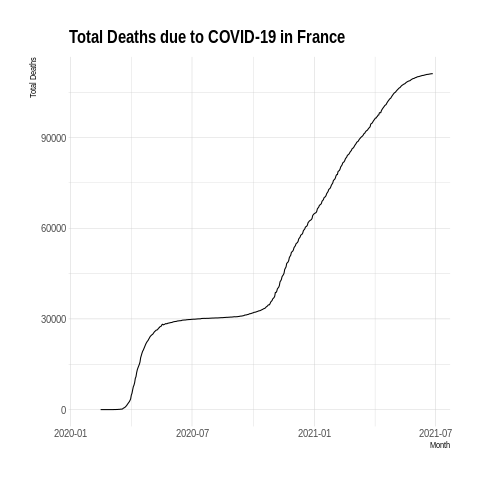 Total Deaths due to COVID-19 in France
Total Deaths
90000
60000
30000
0
2020-01 2020-07 2021-01 2021-07
Month